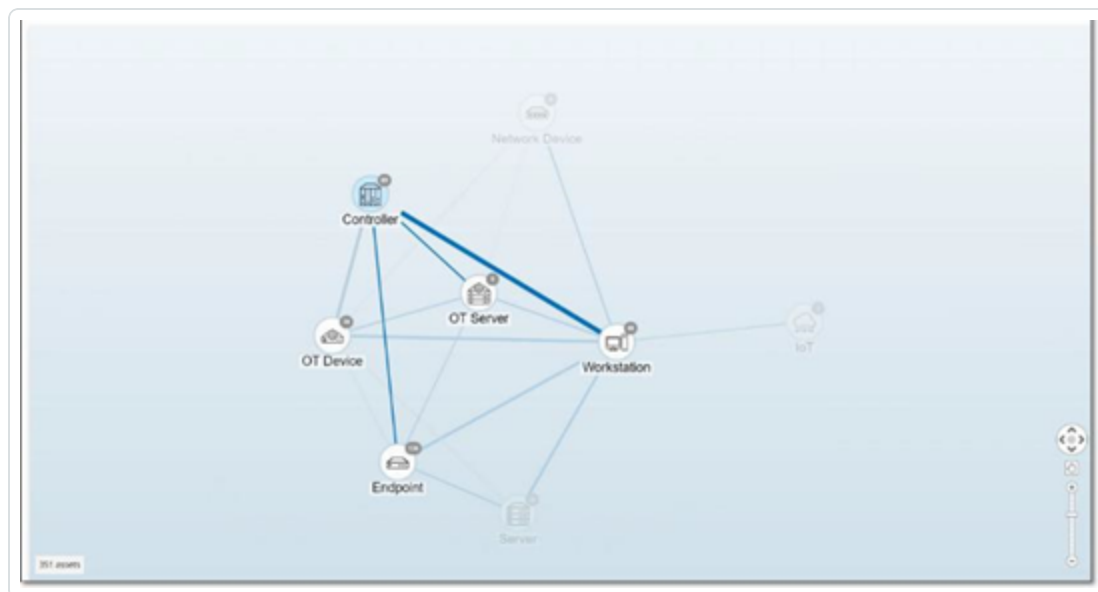 Network Device
Controller
OT Server
IoT
OT Device
Workstation
Endpoint
Server
351 assets